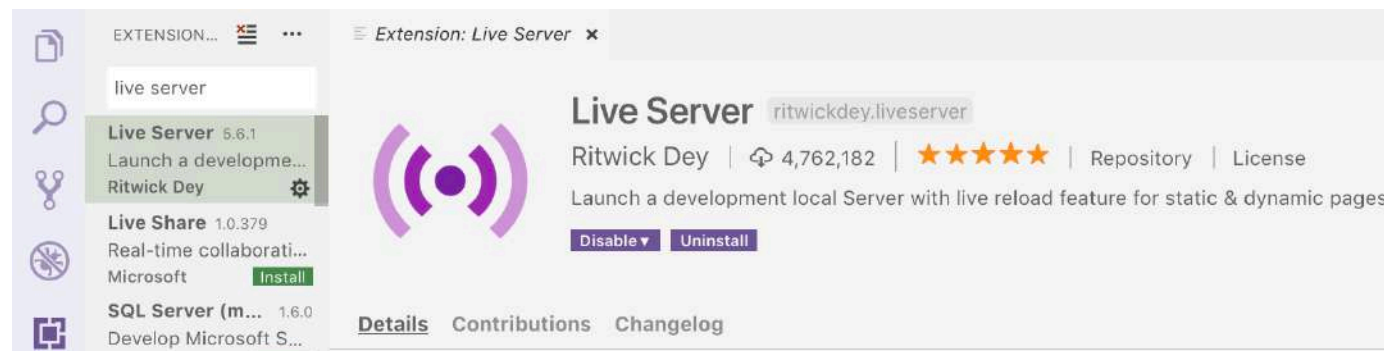 EXTENSION...
live server
Live Server 5.6.1
Launch a developme...
Ritwick Dey
Live Share 1.0.379
Real-time collaborati...
Microsoft Install
SQL Server (m... 1.6.0
Develop Microsoft S...
Extension: Live Server
Live Server ritwickdey.liveserver
Ritwick Dey | 4,762,182 | ★★★★★ | Repository | License
Launch a development local Server with live reload feature for static & dynamic pages
Disable▾ Uninstall
Details Contributions Changelog